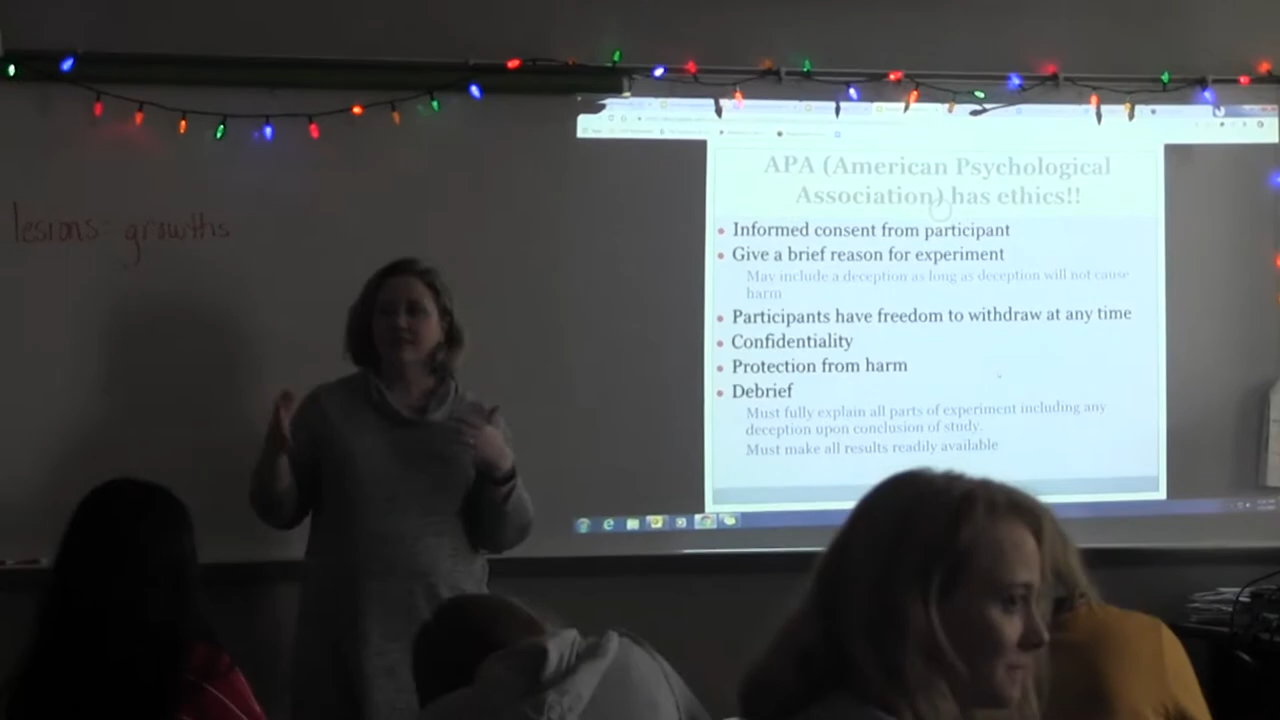 lesions: growths
APA (American Psychological
Association) has ethics!!
Informed consent from participant
Give a brief reason for experiment
May include a deception as long as deception will not cause
harm
Participants have freedom to withdraw at any time
Confidentiality
Protection from harm
Debrief
Must fully explain all parts of experiment including any
deception upon conclusion of study.
Must make all results readily available